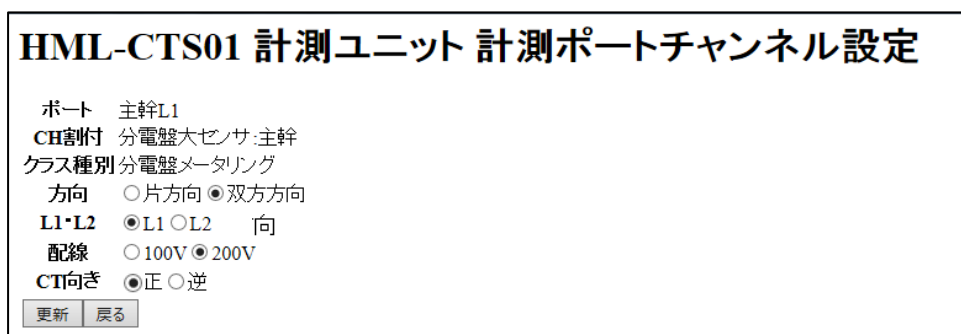 HML-CTS01 計測ユニット 計測ポートチャンネル設定
ポート 主幹L1
CH割付 分電盤大センサ:主幹
クラス種別 分電盤メータリング
方向 ○片方向 ◉双方方向
L1・L2 ◉L1 ○L2 向
配線 ○100V ◉200V
CT向き ◉正 ○逆
更新 戻る